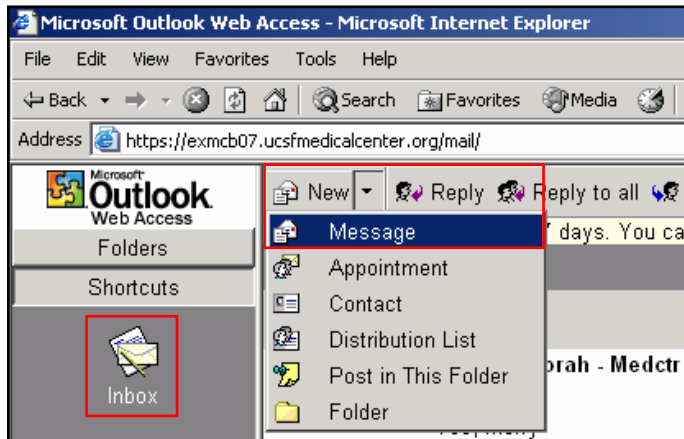 Microsoft Outlook Web Access - Microsoft Internet Explorer
File Edit View Favorites Tools Help
Back Search Favorites Media
Address https://exmcb07.ucsfmedicalcenter.org/mail/
Microsoft
Outlook
Web Access
Folders
Shortcuts
Inbox
New Reply Reply to all
Message
days. You ca
Appointment
Contact
Distribution List
Post in This Folder
orah - Medctr
Folder